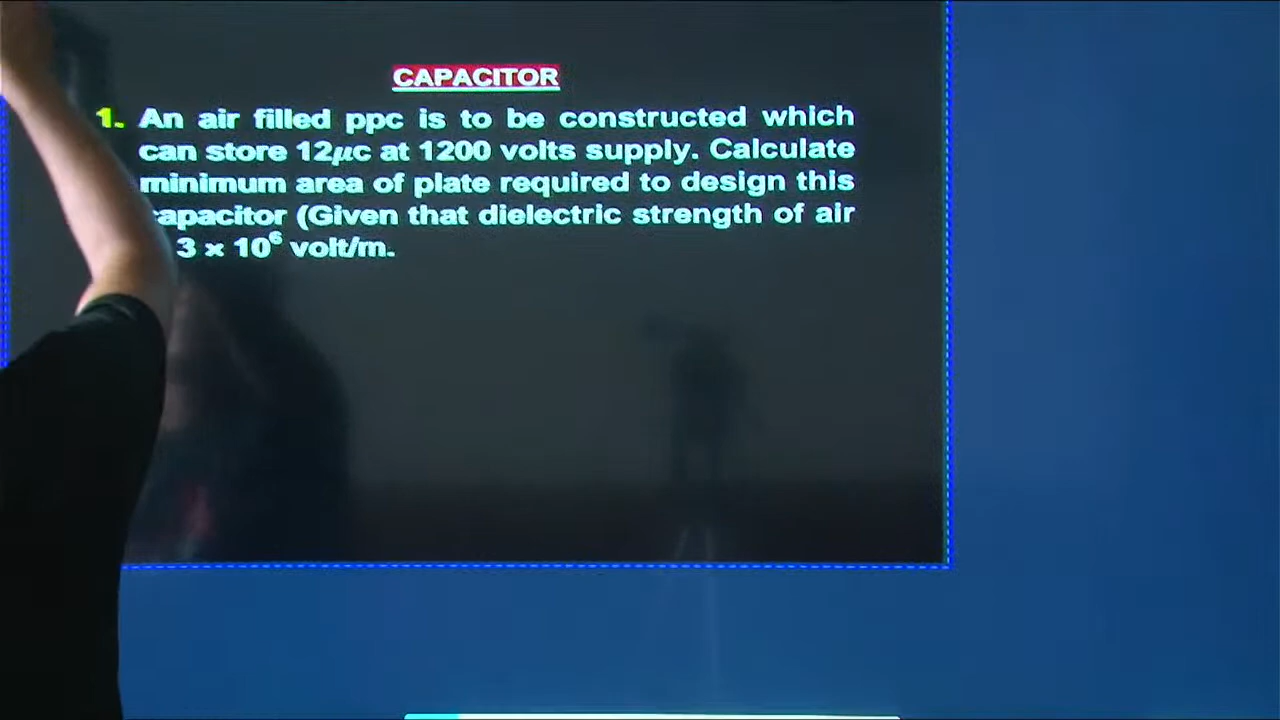 CAPACITOR
1. An air filled ppc is to be constructed which
can store 12μc at 1200 volts supply. Calculate
minimum area of plate required to design this
apacitor (Given that dielectric strength of air
3 × 10⁶ volt/m.